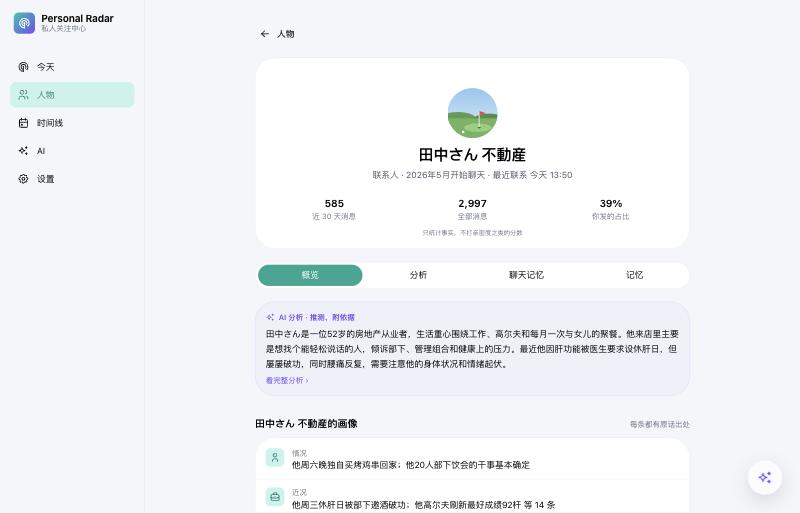 Personal Radar
私人关注中心
今天
人物
时间线
AI
设置
← 人物
田中さん 不動産
联系人 · 2026年5月开始聊天 · 最近联系 今天 13:50
585
近 30 天消息
2,997
全部消息
39%
你发的占比
只统计事实，不打亲密度之类的分数
概览
分析
聊天记忆
记忆
AI 分析 · 推测，附依据
田中さん是一位52岁的房地产从业者，生活重心围绕工作、高尔夫和每月一次与女儿的聚餐。他来店里主要
是想找个能轻松说话的人，倾诉部下、管理组合和健康上的压力。最近他因肝功能被医生要求设休肝日，但
屡屡破功，同时腰痛反复，需要注意他的身体状况和情绪起伏。
看完整分析 ›
田中さん 不動産的画像
每条都有原话出处
情况
他周六晚独自买烤鸡串回家；他20人部下饮会的干事基本确定
近况
他周三休肝日被部下邀酒破功；他高尔夫刷新最好成绩92杆 等 14 条